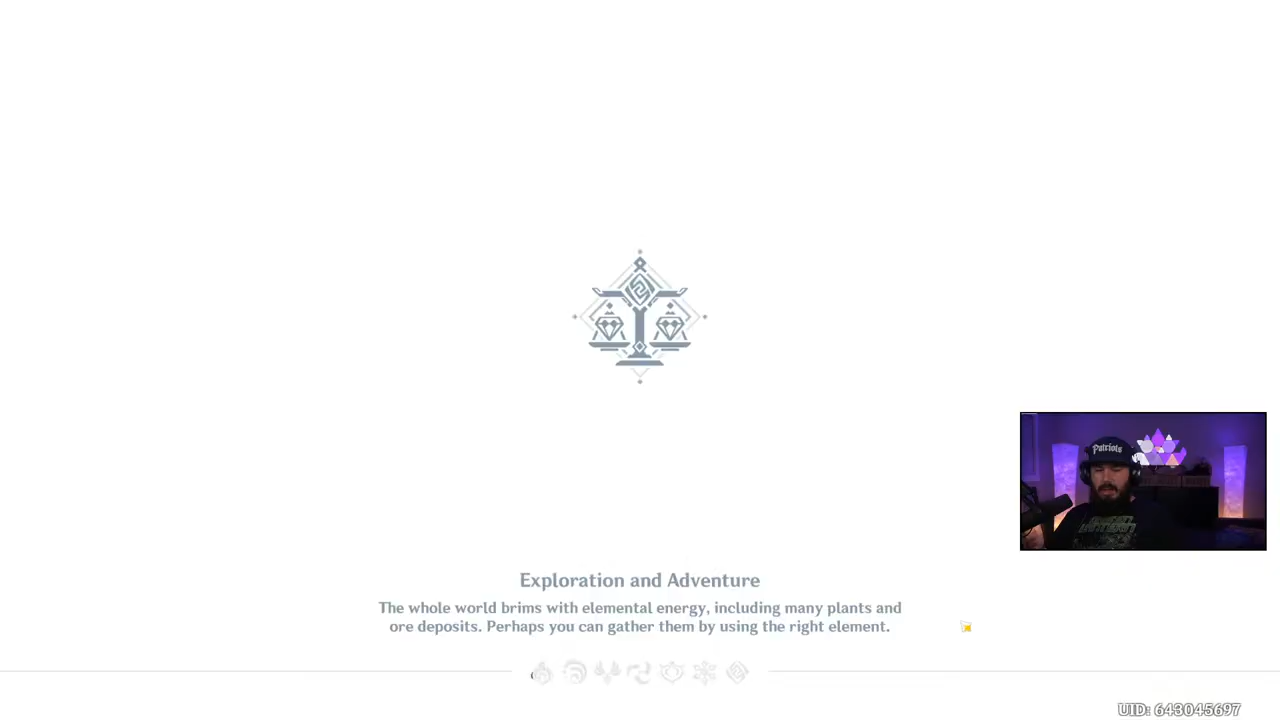 Patriots
Exploration and Adventure
The whole world brims with elemental energy, including many plants and
ore deposits. Perhaps you can gather them by using the right element.
UID: 643045697